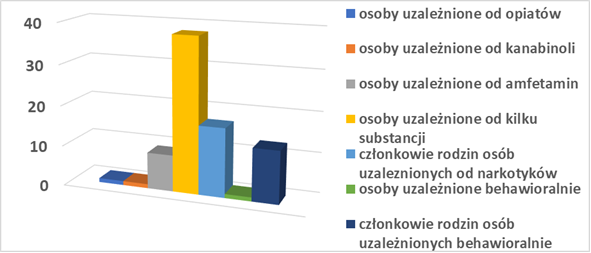 40
30
20
10
0
osoby uzależnione od opiatów
osoby uzależnione od kanabinoli
osoby uzależnione od amfetamin
osoby uzależnione od kilku
substancji
członkowie rodzin osób
uzaleznionych od narkotyków
osoby uzależnione behawioralnie
członkowie rodzin osób
uzależnionych behawioralnie